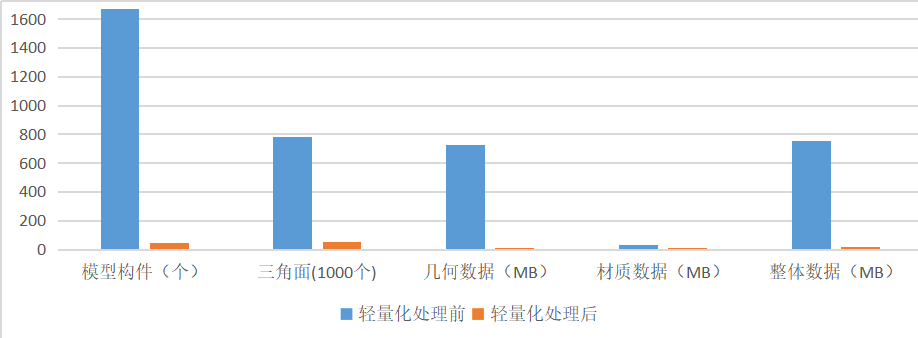 1600
1400
1200
1000
800
600
400
200
0
模型构件（个）
三角面(1000个)
几何数据（MB）
材质数据（MB）
整体数据（MB）
轻量化处理前
轻量化处理后